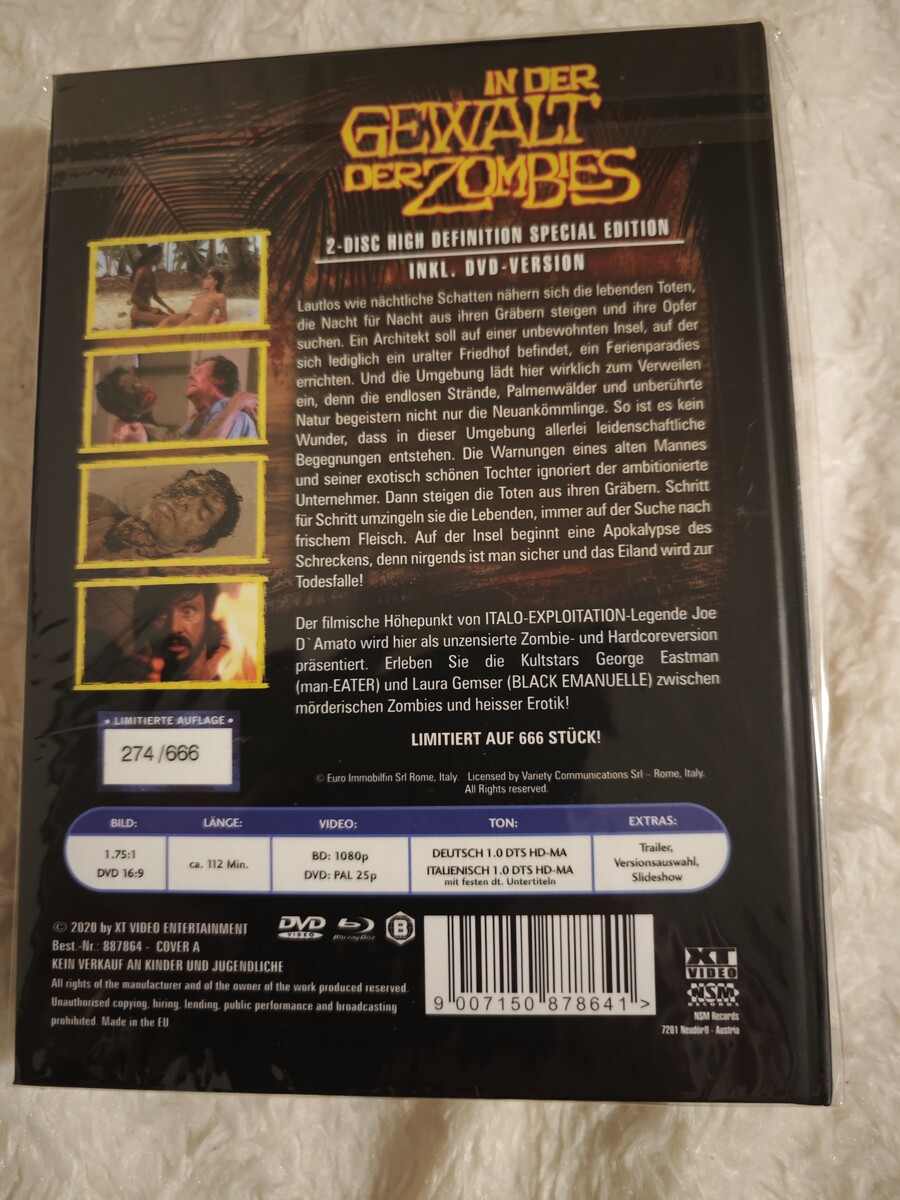 IN DER
GEWALT
DER ZOMBIES
2-DISC HIGH DEFINITION SPECIAL EDITION
INKL. DVD-VERSION
Lautlos wie nächtliche Schatten nähern sich die lebenden Toten,
die Nacht für Nacht aus ihren Gräbern steigen und ihre Opfer
suchen. Ein Architekt soll auf einer unbewohnten Insel, auf der
sich lediglich ein uralter Friedhof befindet, ein Ferienparadies
errichten. Und die Umgebung lädt hier wirklich zum Verweilen
ein, denn die endlosen Strände, Palmenwälder und unberührte
Natur begeistern nicht nur die Neuankömmlinge. So ist es kein
Wunder, dass in dieser Umgebung allerlei leidenschaftliche
Begegnungen entstehen. Die Warnungen eines alten Mannes
und seiner exotisch schönen Tochter ignoriert der ambitionierte
Unternehmer. Dann steigen die Toten aus ihren Gräbern. Schritt
für Schritt umzingeln sie die Lebenden, immer auf der Suche nach
frischem Fleisch. Auf der Insel beginnt eine Apokalypse des
Schreckens, denn nirgends ist man sicher und das Eiland wird zur
Todesfalle!
Der filmische Höhepunkt von ITALO-EXPLOITATION-Legende Joe
D`Amato wird hier als unzensierte Zombie- und Hardcoreversion
präsentiert. Erleben Sie die Kultstars George Eastman
(man-EATER) und Laura Gemser (BLACK EMANUELLE) zwischen
mörderischen Zombies und heisser Erotik!
LIMITIERT AUF 666 STÜCK!
• LIMITIERTE AUFLAGE •
274/666
© Euro Immobilfin Srl Rome, Italy. Licensed by Variety Communications Srl – Rome, Italy.
All Rights reserved.
BILD: LÄNGE: VIDEO: TON: EXTRAS:
1.75:1
DVD 16:9
ca. 112 Min.
BD: 1080p
DVD: PAL 25p
DEUTSCH 1.0 DTS HD-MA
ITALIENISCH 1.0 DTS HD-MA
mit festen dt. Untertiteln
Trailer,
Versionsauswahl,
Slideshow
© 2020 by XT VIDEO ENTERTAINMENT
Best.-Nr.: 887864 - COVER A
KEIN VERKAUF AN KINDER UND JUGENDLICHE
All rights of the manufacturer and of the owner of the work produced reserved.
Unauthorised copying, hiring, lending, public performance and broadcasting
prohibited. Made in the EU.
DVD
VIDEO
Blu-ray Disc
B
9 007150 878641 >
XT
VIDEO
NSM
RECORDS
NSM Records
7201 Neudörfl - Austria